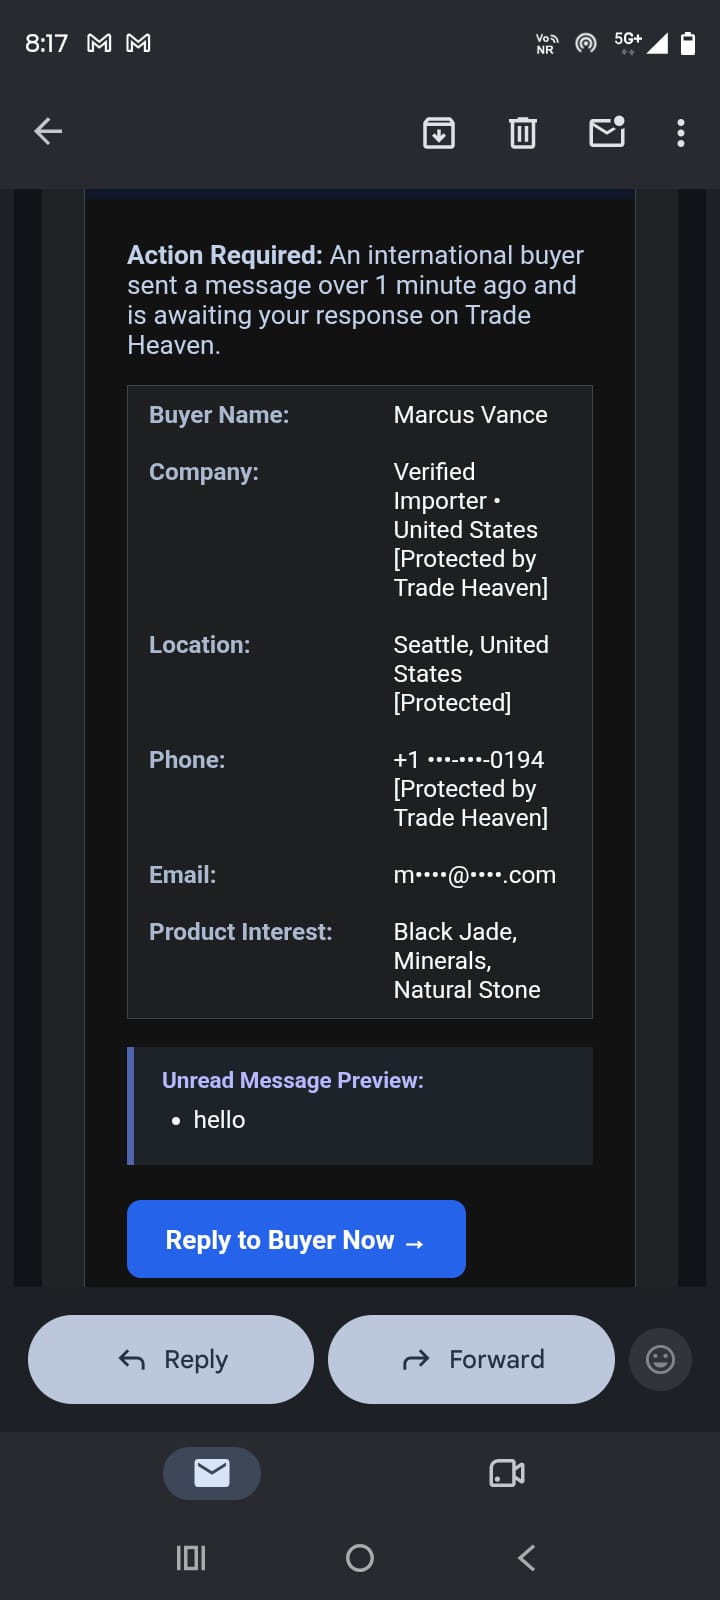 8:17
Vo
NR
5G+
Action Required: An international buyer
sent a message over 1 minute ago and
is awaiting your response on Trade
Heaven.
Buyer Name: Marcus Vance
Company: Verified
Importer •
United States
[Protected by
Trade Heaven]
Location: Seattle, United
States
[Protected]
Phone: +1 •••-•••-0194
[Protected by
Trade Heaven]
Email: m••••@••••.com
Product Interest: Black Jade,
Minerals,
Natural Stone
Unread Message Preview:
• hello
Reply to Buyer Now →
Reply
Forward